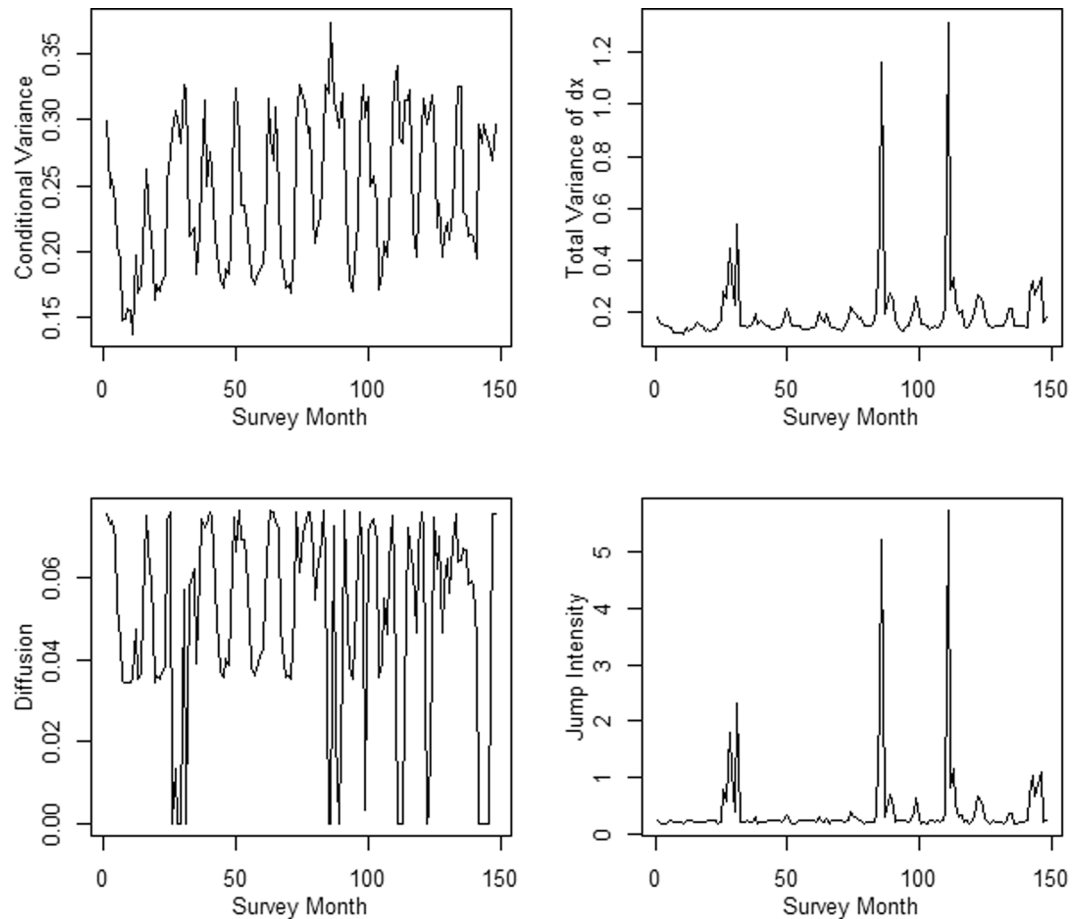 Conditional Variance
0.15 0.20 0.25 0.30 0.35
0 50 100 150
Survey Month
Total Variance of dx
0.2 0.4 0.6 0.8 1.0 1.2
0 50 100 150
Survey Month
Diffusion
0.00 0.02 0.04 0.06
0 50 100 150
Survey Month
Jump Intensity
0 1 2 3 4 5
0 50 100 150
Survey Month